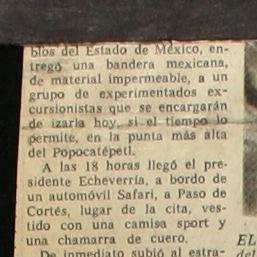 blos del Estado de México, en-
tregó una bandera mexicana,
de material impermeable, a un
grupo de experimentados ex-
cursionistas que se encargarán
de izarla hoy, si el tiempo lo
permite, en la punta más alta
del Popocatépetl.
A las 18 horas llegó el pre-
sidente Echeverría, a bordo de
un automóvil Safari, a Paso de
Cortés, lugar de la cita, ves-
tido con una camisa sport y
una chamarra de cuero.
De inmediato subió al estra-
EL
del